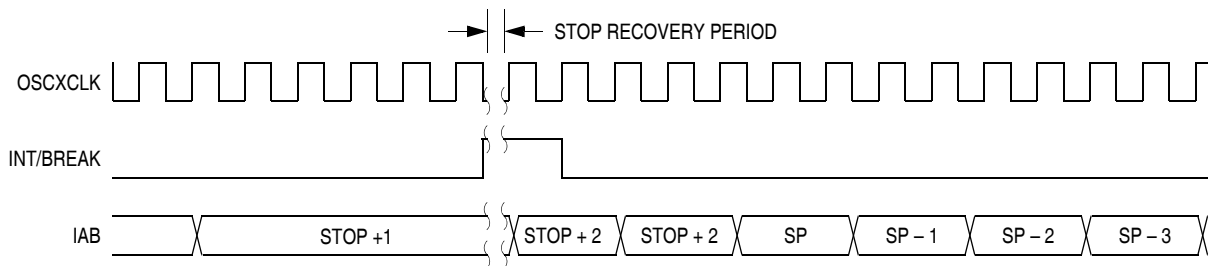 STOP RECOVERY PERIOD
OSCXCLK
INT/BREAK
IAB
STOP +1
STOP + 2
STOP + 2
SP
SP – 1
SP – 2
SP – 3